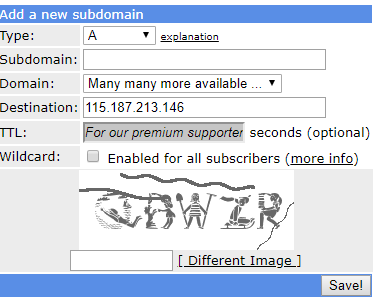 Add a new subdomain
Type: A explanation
Subdomain:
Domain: Many many more available ...
Destination: 115.187.213.146
TTL: For our premium supporter seconds (optional)
Wildcard: Enabled for all subscribers (more info)
[ Different Image ]
Save!